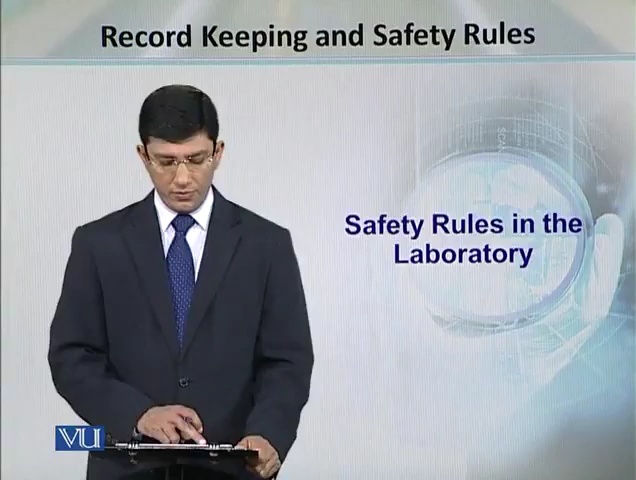 Record Keeping and Safety Rules
Safety Rules in the
Laboratory
VU